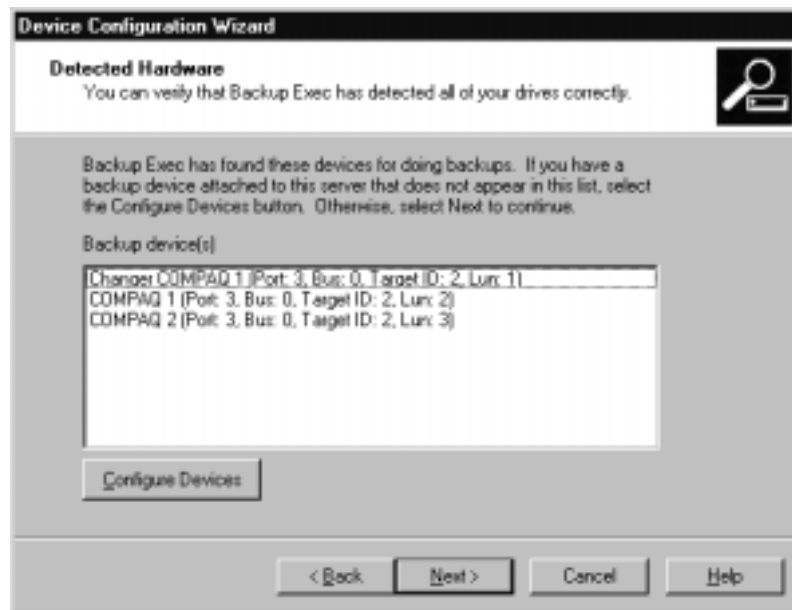 Device Configuration Wizard
Detected Hardware
You can verify that Backup Exec has detected all of your drives correctly.
Backup Exec has found these devices for doing backups. If you have a
backup device attached to this server that does not appear in this list, select
the Configure Devices button. Otherwise, select Next to continue.
Backup device(s)
Changer COMPAQ 1 (Port: 3, Bus: 0, Target ID: 2, Lun: 1)
COMPAQ 1 (Port: 3, Bus: 0, Target ID: 2, Lun: 2)
COMPAQ 2 (Port: 3, Bus: 0, Target ID: 2, Lun: 3)
Configure Devices
< Back Next > Cancel Help